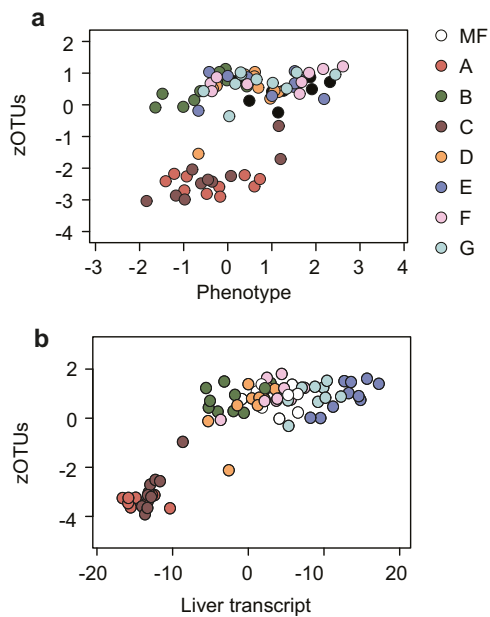 a
2
1
0
-1
-2
-3
-4
zOTUs
-3 -2 -1 0 1 2 3 4
Phenotype
MF
A
B
C
D
E
F
G
b
2
0
-2
-4
zOTUs
-20 -10 0 -10 20
Liver transcript